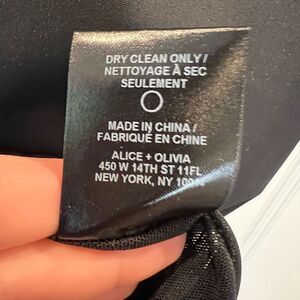 DRY CLEAN ONLY /
NETTOYAGE À SEC
SEULEMENT
MADE IN CHINA /
FABRIQUÉ EN CHINE
ALICE + OLIVIA
450 W 14TH ST 11FL
NEW YORK, NY